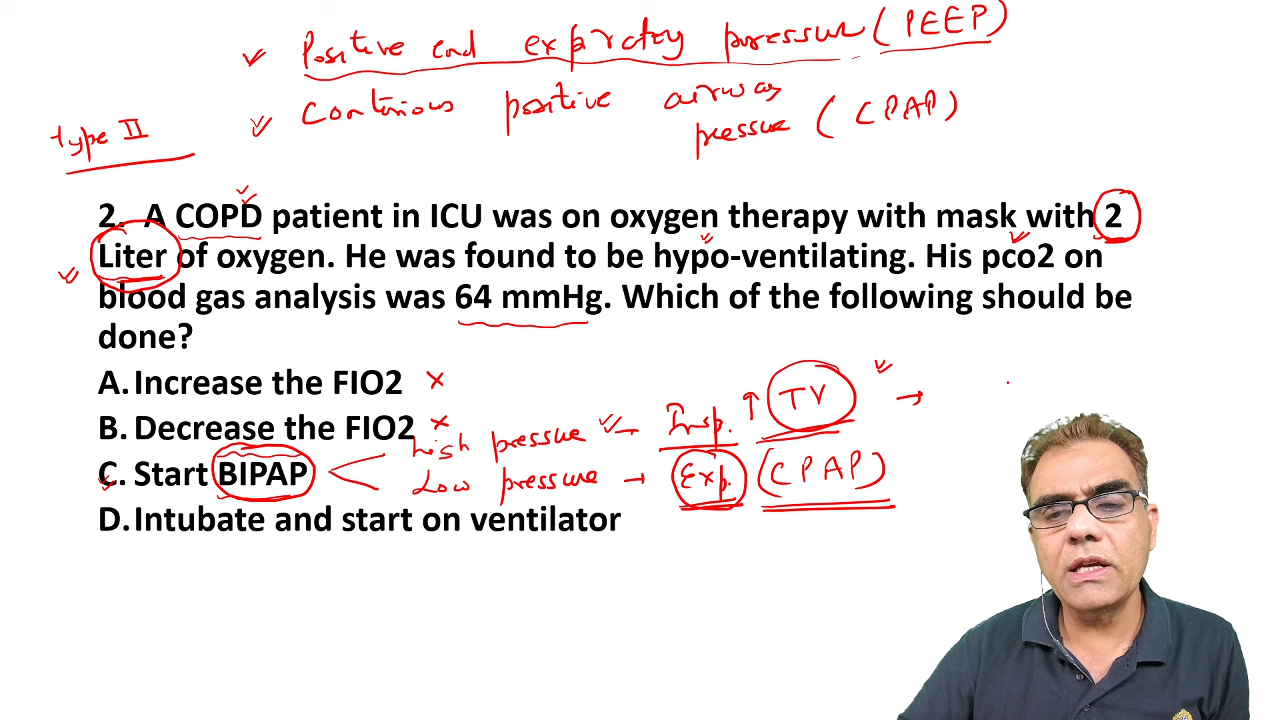 Positive end expiratory pressure (PEEP)
Continous positive airway
pressure (CPAP)
Type II
2. A COPD patient in ICU was on oxygen therapy with mask with 2
Liter of oxygen. He was found to be hypo-ventilating. His pco2 on
blood gas analysis was 64 mmHg. Which of the following should be
done?
A. Increase the FIO2 ×
B. Decrease the FIO2 ×
high pressure → Insp. ↑ TV →
C. Start BIPAP
Low pressure → Exp. (CPAP)
D. Intubate and start on ventilator